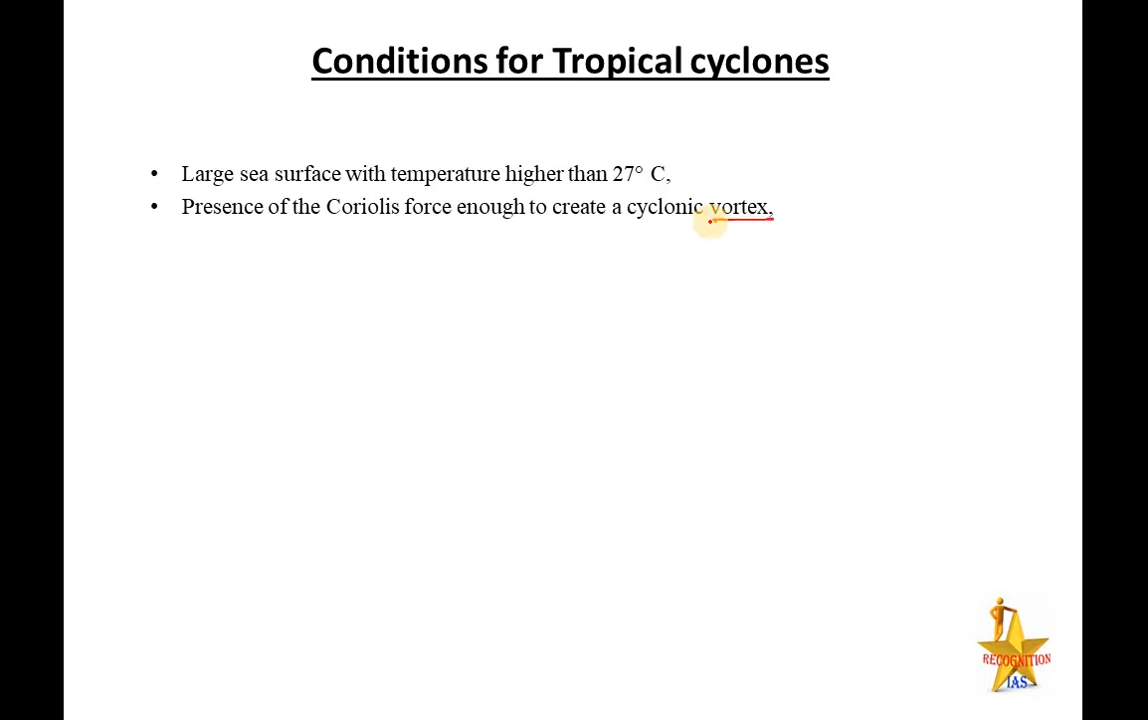 Conditions for Tropical cyclones
• Large sea surface with temperature higher than 27° C,
• Presence of the Coriolis force enough to create a cyclonic vortex,
RECOGNITION
IAS